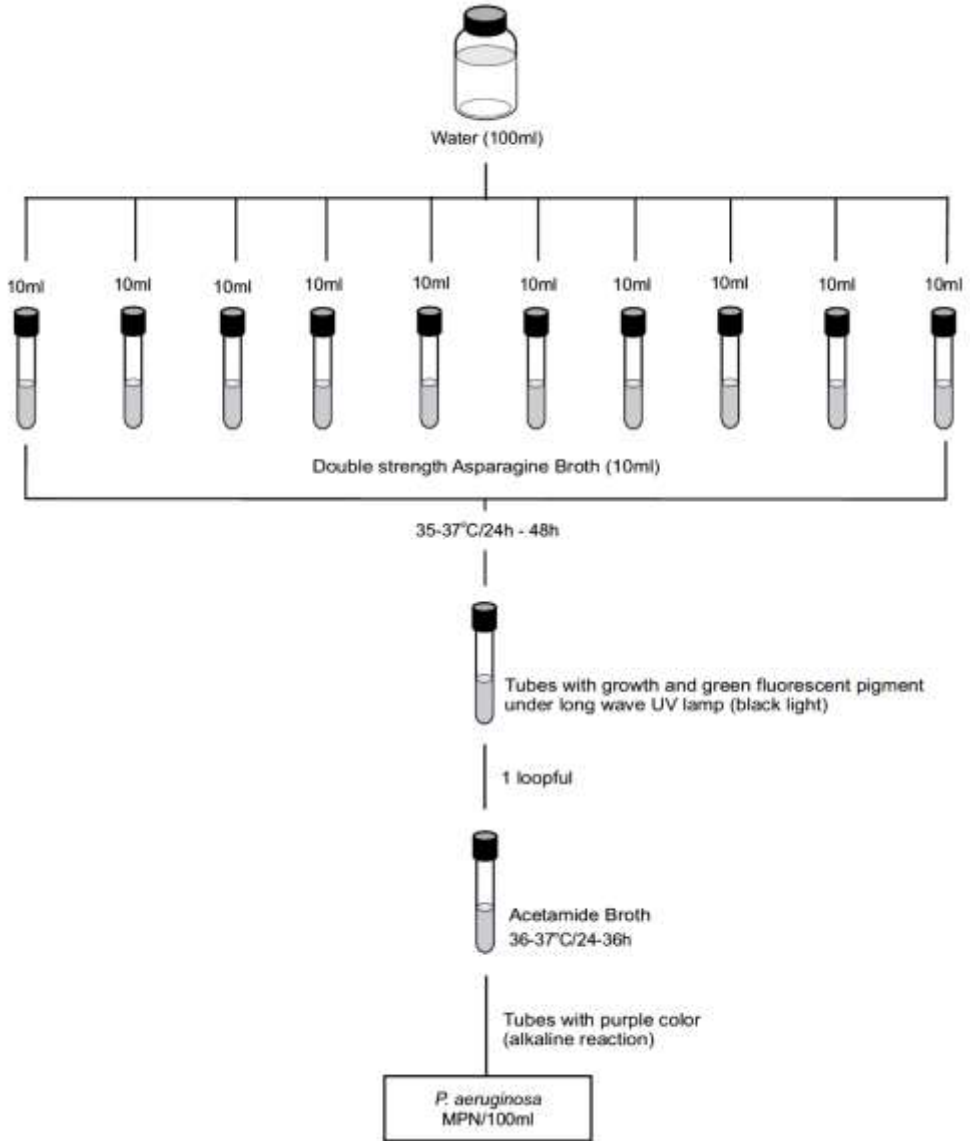 Water (100ml)
10ml 10ml 10ml 10ml 10ml 10ml 10ml 10ml 10ml 10ml
Double strength Asparagine Broth (10ml)
35-37°C/24h - 48h
Tubes with growth and green fluorescent pigment
under long wave UV lamp (black light)
1 loopful
Acetamide Broth
36-37°C/24-36h
Tubes with purple color
(alkaline reaction)
P. aeruginosa
MPN/100ml